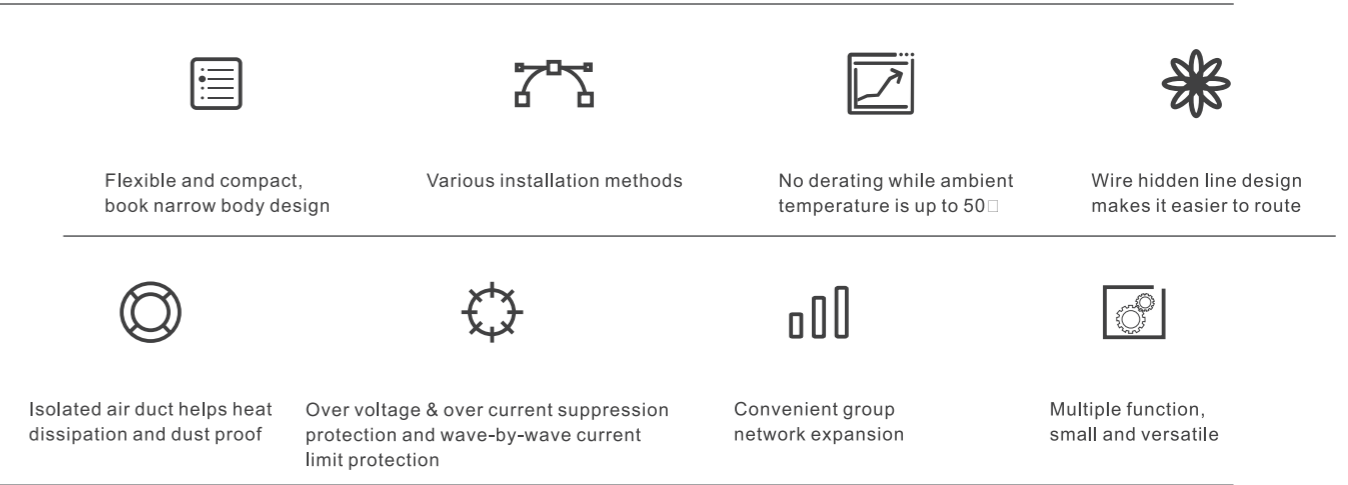 Flexible and compact,
book narrow body design
Various installation methods
No derating while ambient
temperature is up to 50□
Wire hidden line design
makes it easier to route
Isolated air duct helps heat
dissipation and dust proof
Over voltage & over current suppression
protection and wave-by-wave current
limit protection
Convenient group
network expansion
Multiple function,
small and versatile